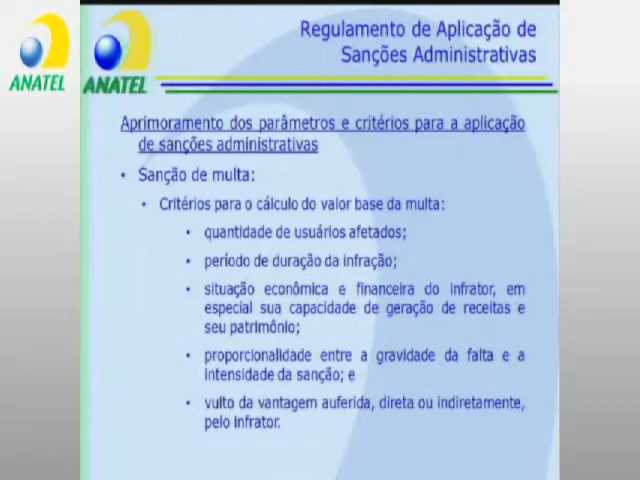 ANATEL
ANATEL
Regulamento de Aplicação de
Sanções Administrativas
Aprimoramento dos parâmetros e critérios para a aplicação
de sanções administrativas
• Sanção de multa:
• Critérios para o cálculo do valor base da multa:
• quantidade de usuários afetados;
• período de duração da infração;
• situação econômica e financeira do infrator, em
especial sua capacidade de geração de receitas e
seu patrimônio;
• proporcionalidade entre a gravidade da falta e a
intensidade da sanção; e
• vulto da vantagem auferida, direta ou indiretamente,
pelo infrator.